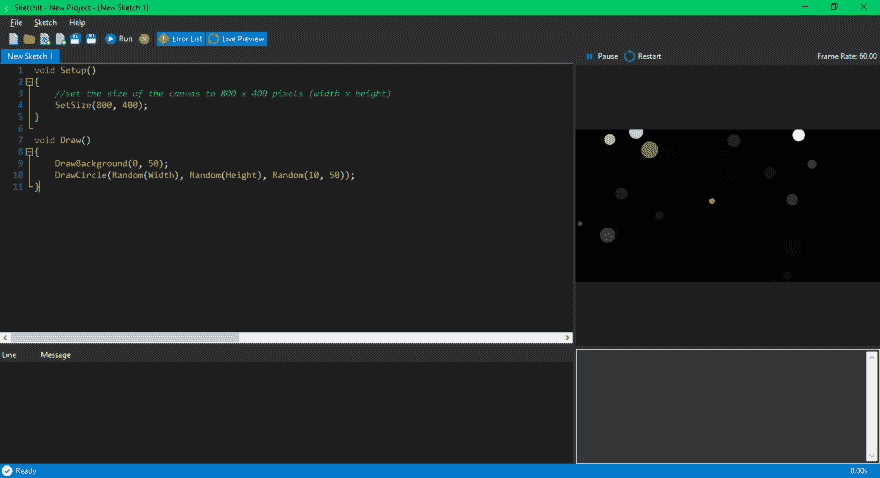 SketchIt - New Project - [New Sketch 1]
File Sketch Help
Run Error List Live Preview
New Sketch 1
1 void Setup()
2 {
3 //set the size of the canvas to 800 x 400 pixels (width x height)
4 SetSize(800, 400);
5 }
6
7 void Draw()
8 {
9 DrawBackground(0, 50);
10 DrawCircle(Random(Width), Random(Height), Random(10, 50));
11 }
Pause Restart Frame Rate: 60.00
Line Message
Ready 0.00s